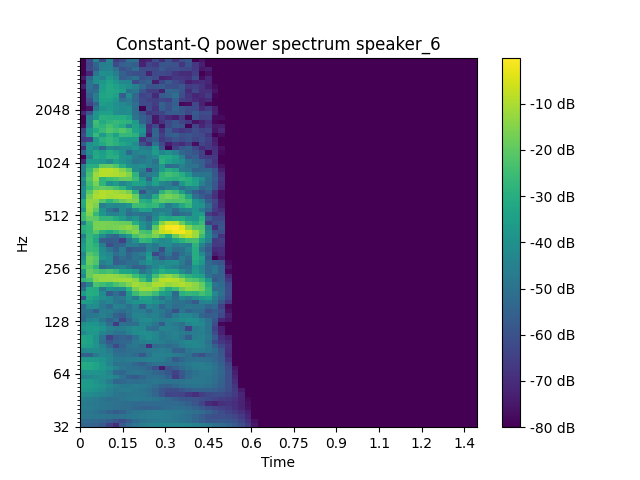 Constant-Q power spectrum speaker_6
Hz
2048
1024
512
256
128
64
32
0 0.15 0.3 0.45 0.6 0.75 0.9 1.1 1.2 1.4
Time
-10 dB
-20 dB
-30 dB
-40 dB
-50 dB
-60 dB
-70 dB
-80 dB